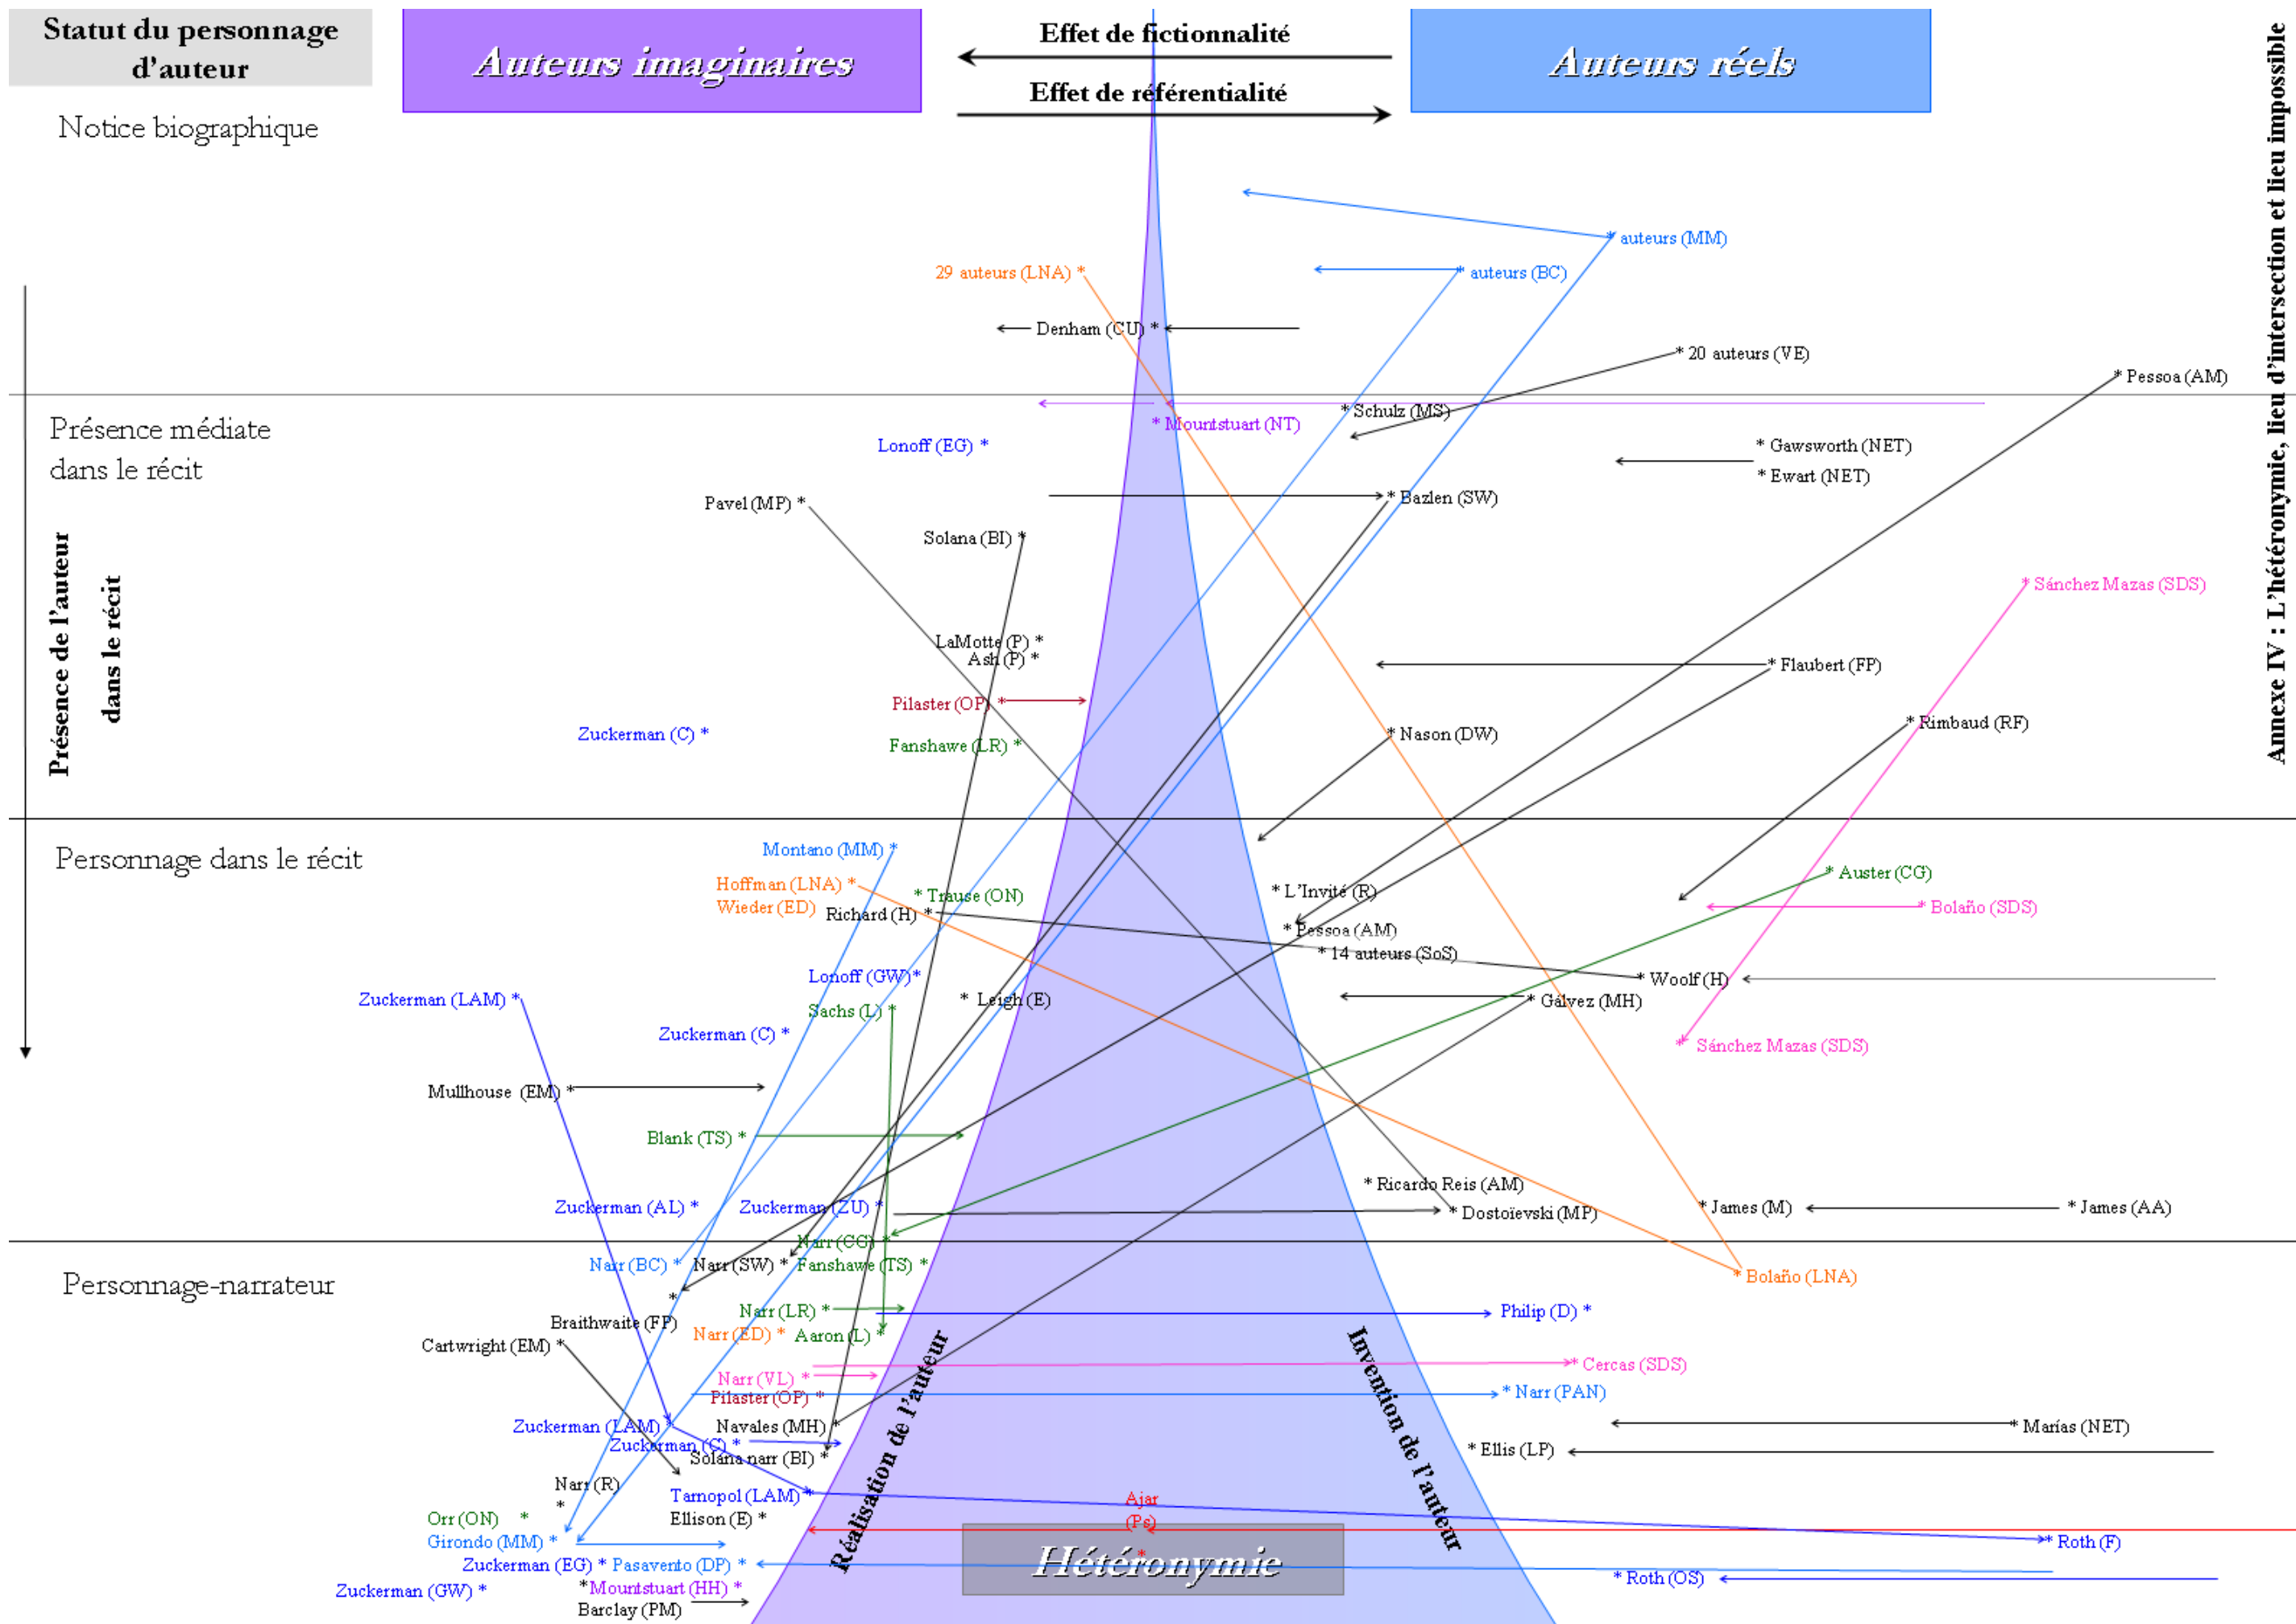 Statut du personnage
d'auteur
Auteurs imaginaires
Effet de fictionnalité
Effet de référentialité
Auteurs réels
Annexe IV : L'hétéronymie, lieu d'intersection et lieu impossible
Notice biographique
* auteurs (MM)
29 auteurs (LNA) *
* auteurs (BC)
Denham (CU) *
* 20 auteurs (VE)
* Pessoa (AM)
Présence médiate
dans le récit
* Schulz (MS)
* Mountstuart (NT)
Lonoff (EG) *
* Gawsworth (NET)
* Ewart (NET)
Pavel (MP) *
* Bazlen (SW)
Solana (BI) *
Présence de l'auteur
dans le récit
* Sánchez Mazas (SDS)
LaMotte (P) *
Ash (P) *
* Flaubert (FP)
Pilaster (OP) *
* Rimbaud (RF)
Zuckerman (C) *
Fanshawe (LR) *
* Nason (DW)
Personnage dans le récit
Montano (MM) *
Hoffman (LNA) *
Wieder (ED)
* Trause (ON)
Richard (H) *
* L'Invité (R)
* Auster (CG)
* Bolaño (SDS)
* Pessoa (AM)
* 14 auteurs (SoS)
Lonoff (GW) *
* Woolf (H)
Zuckerman (LAM) *
* Leigh (E)
* Gálvez (MH)
Sachs (L) *
Zuckerman (C) *
* Sánchez Mazas (SDS)
Mullhouse (EM) *
Blank (TS) *
* Ricardo Reis (AM)
Zuckerman (AL) *
Zuckerman (ZU) *
* Dostoïevski (MP)
* James (M)
* James (AA)
Narr (CG) *
Personnage-narrateur
Narr (BC) *
Narr (SW) *
Fanshawe (TS) *
* Bolaño (LNA)
*
Braithwaite (FP)
Narr (LR) *
Philip (D) *
Narr (ED) *
Aaron (L) *
Cartwright (EM) *
* Cercas (SDS)
Narr (VL) *
Pilaster (OP) *
* Narr (PAN)
Réalisation de l'auteur
Invention de l'auteur
Zuckerman (LAM) *
Navales (MH) *
* Marías (NET)
Zuckerman (C) *
Solana narr (BI) *
* Ellis (LP)
Narr (R)
*
Tarnopol (LAM) *
Ajar
(Ps)
*
Orr (ON) *
Ellison (E) *
Girondo (MM) *
* Roth (F)
Hétéronymie
Zuckerman (EG) *
Pasavento (DP) *
* Roth (OS)
Zuckerman (GW) *
* Mountstuart (HH) *
Barclay (PM)